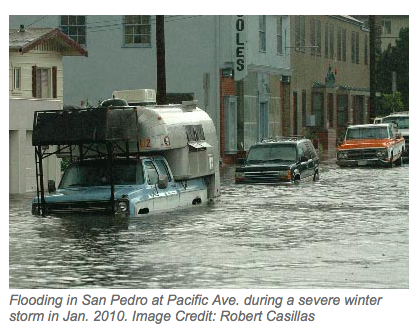 OLES
Flooding in San Pedro at Pacific Ave. during a severe winter
storm in Jan. 2010. Image Credit: Robert Casillas